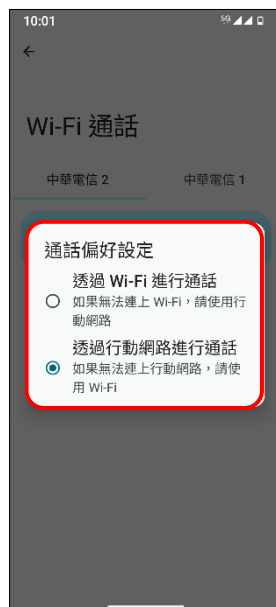 10:01 5G
Wi-Fi 通話
中華電信 2 中華電信 1
通話偏好設定
透過 Wi-Fi 進行通話
如果無法連上 Wi-Fi，請使用行
動網路
透過行動網路進行通話
如果無法連上行動網路，請使
用 Wi-Fi